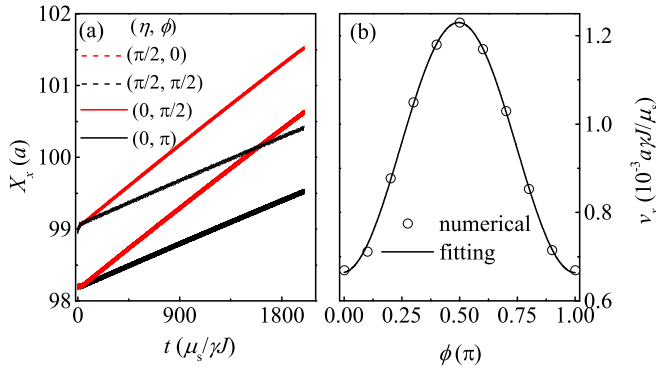 (a)
(η, ϕ)
(π/2, 0)
(π/2, π/2)
(0, π/2)
(0, π)
102
101
100
99
98
X_x (a)
0
900
1800
t (μ_s/γJ)
(b)
numerical
fitting
1.2
1.0
0.8
0.6
v_x (10^-3 aγJ/μ_s)
0.00
0.25
0.50
0.75
1.00
ϕ (π)